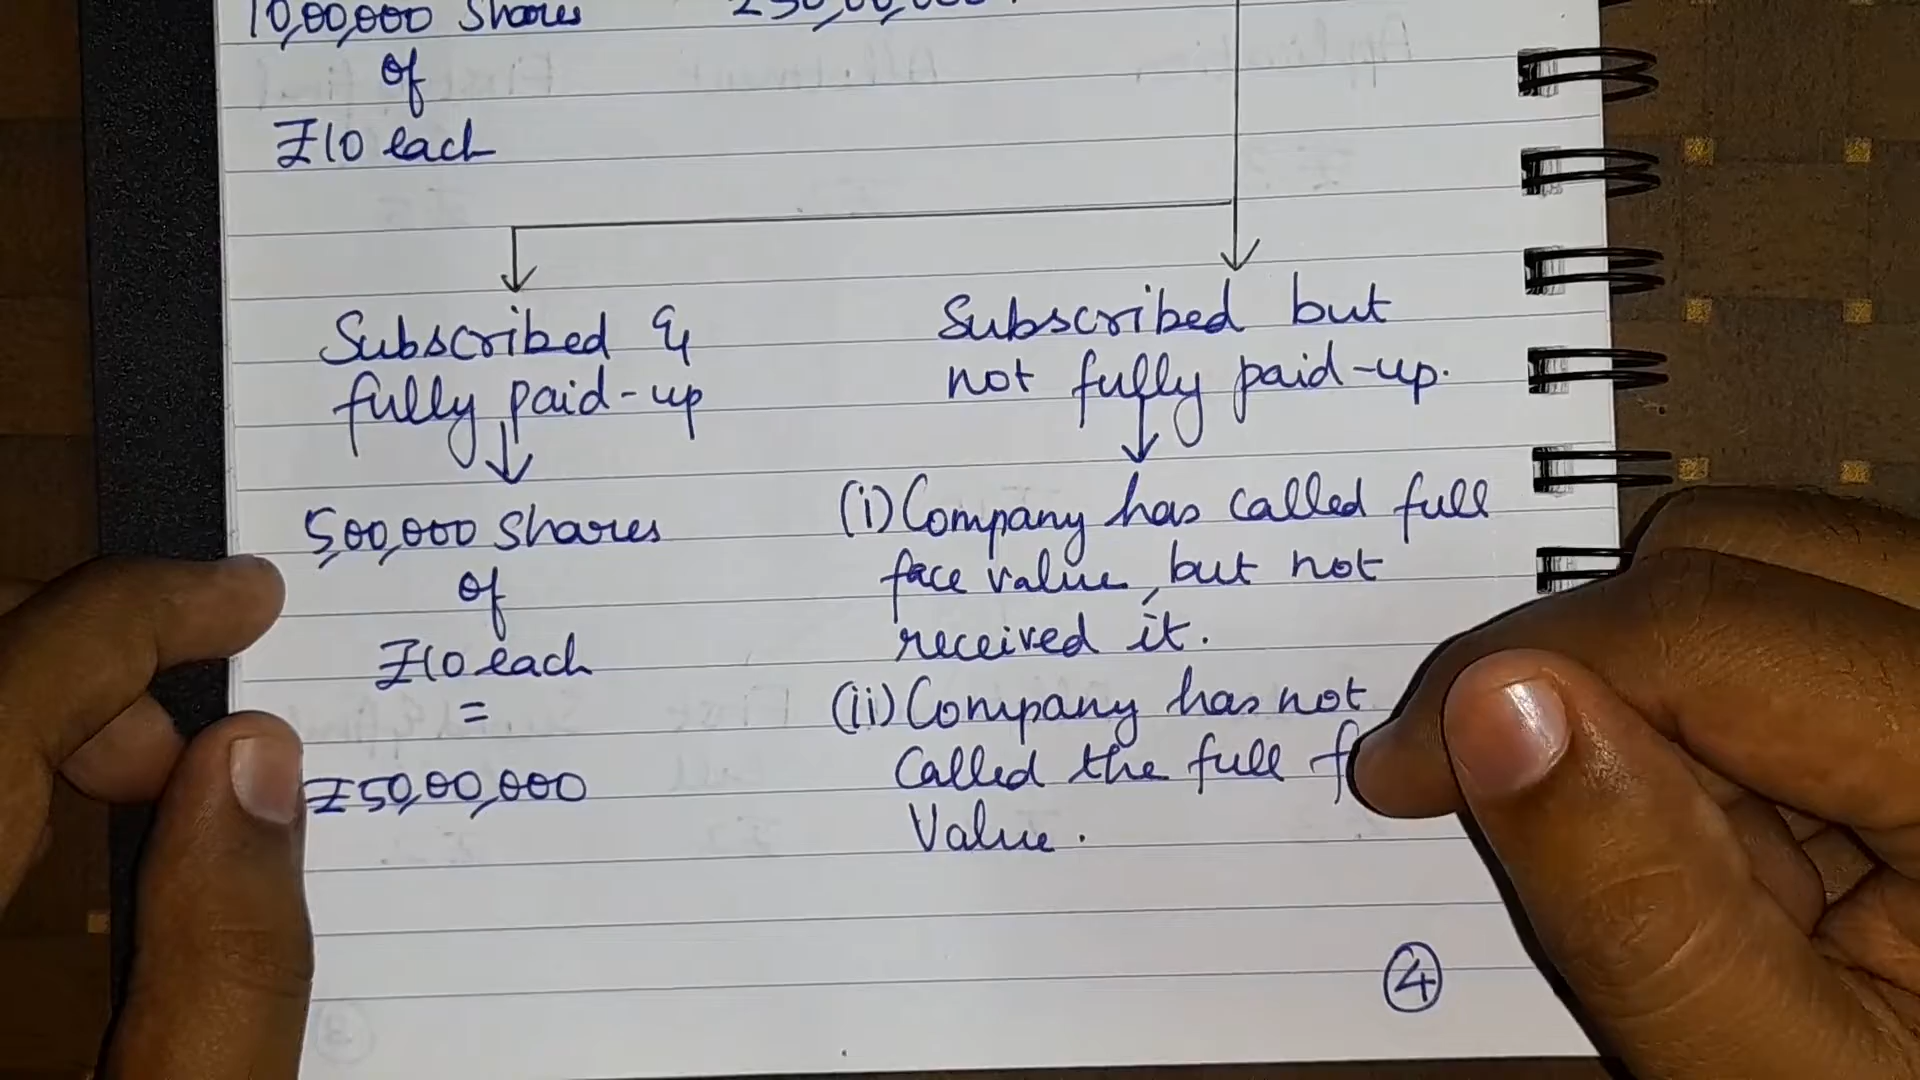 10,00,000 Shares
of
₹10 each
Subscribed &
fully paid-up
5,00,000 Shares
of
₹10 each
=
₹50,00,000
Subscribed but
not fully paid-up.
(i) Company has called full
face value, but not
received it.
(ii) Company has not
Called the full
Value.
4